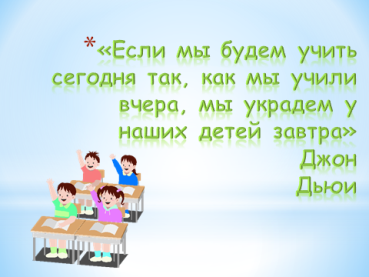 *«Если мы будем учить
сегодня так, как мы учили
вчера, мы украдем у
наших детей завтра»
Джон
Дьюи